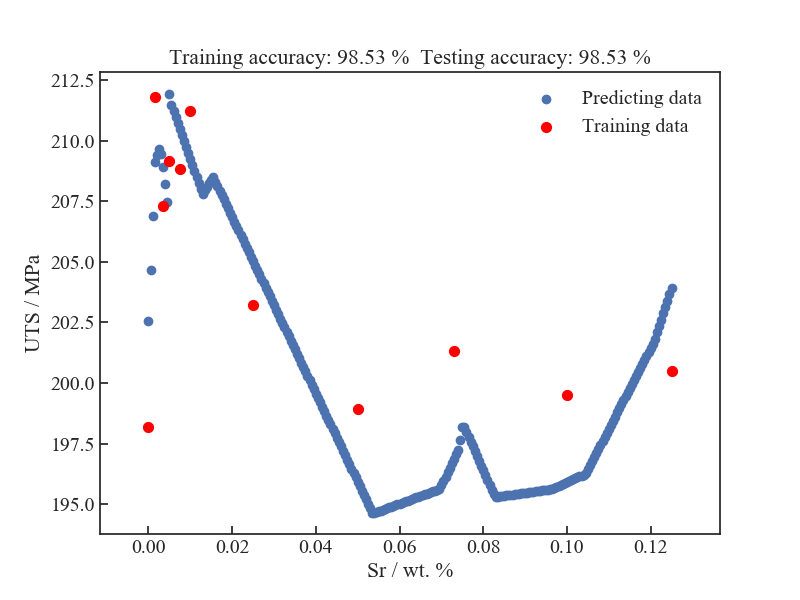 Training accuracy: 98.53 %  Testing accuracy: 98.53 %
212.5
210.0
207.5
205.0
202.5
200.0
197.5
195.0
UTS / MPa
Predicting data
Training data
0.00 0.02 0.04 0.06 0.08 0.10 0.12
Sr / wt. %